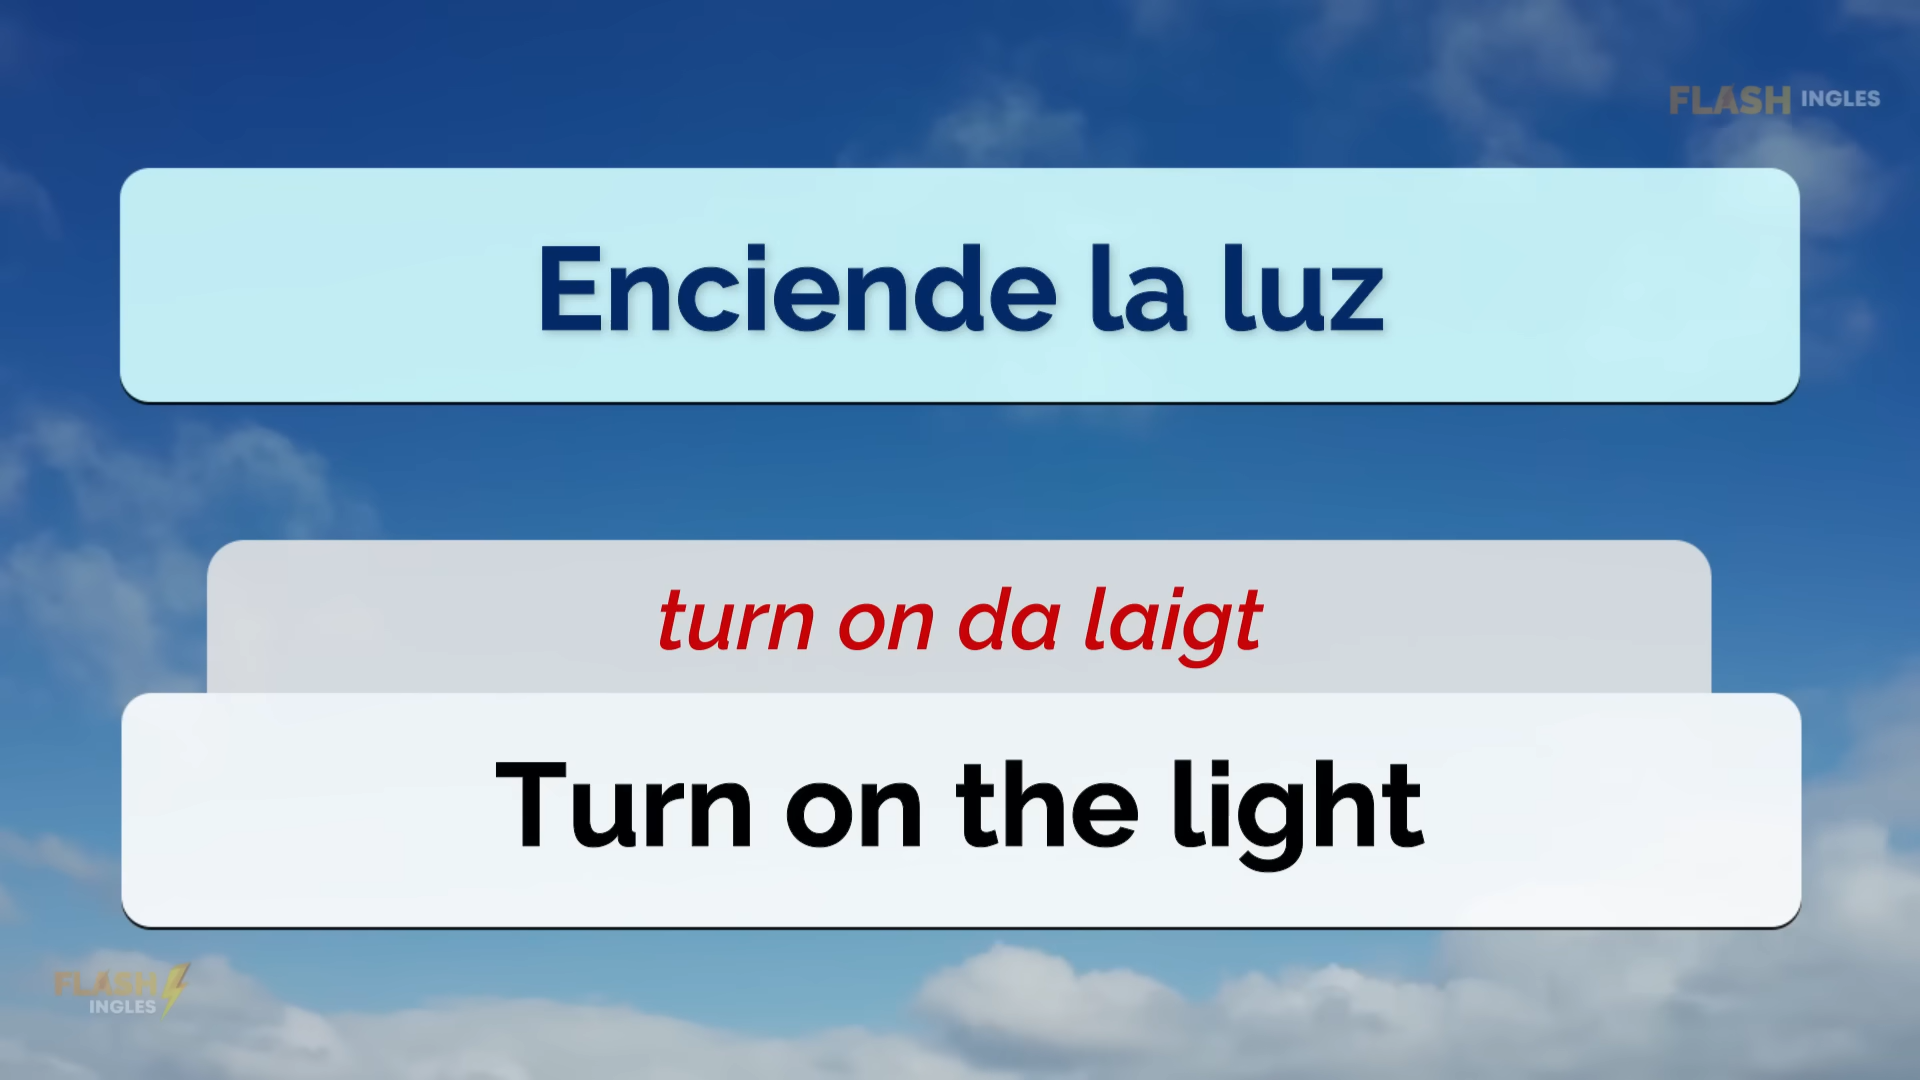 FLASH INGLES
Enciende la luz
turn on da laigt
Turn on the light
FLASH
INGLES